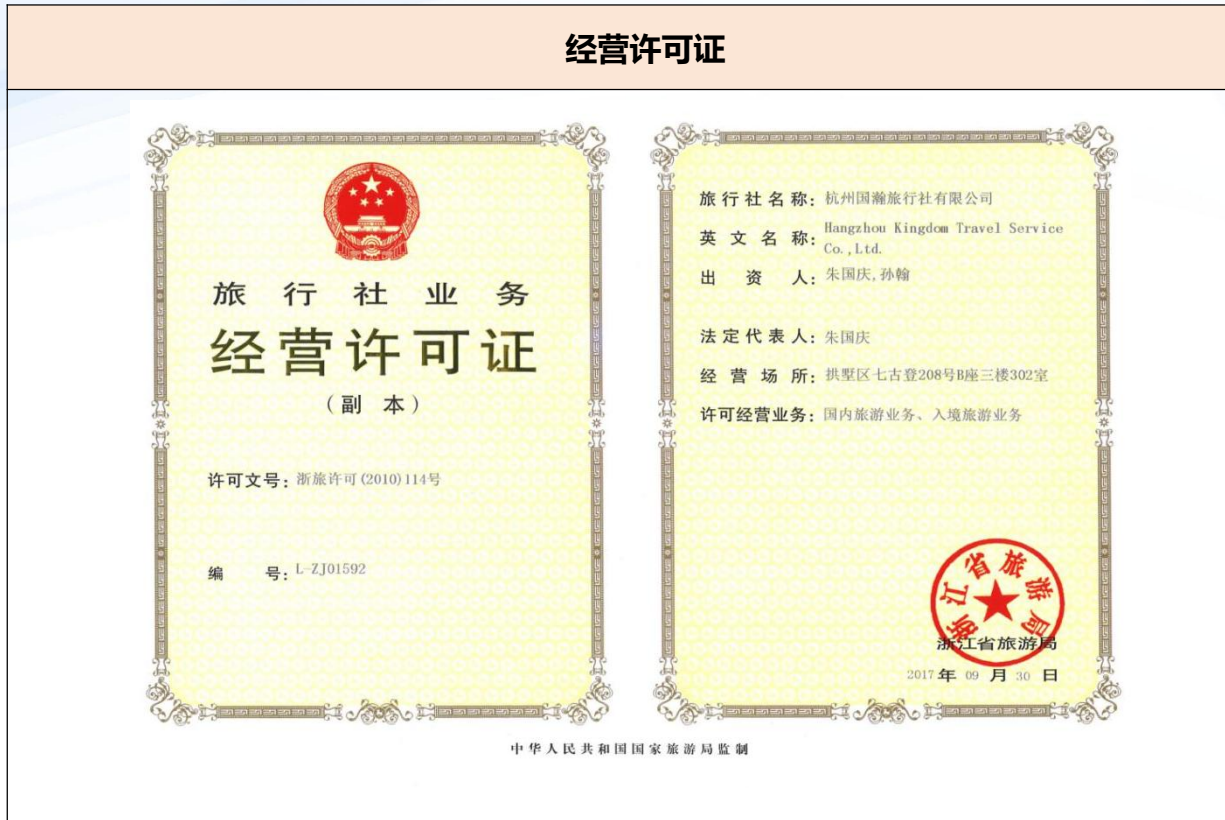 经营许可证
旅行社业务
经营许可证
（副 本）
许可文号：浙旅许可(2010)114号
编 号：L-ZJ01592
旅行社名称：杭州国瀚旅行社有限公司
英文名称：Hangzhou Kingdom Travel Service
Co.,Ltd.
出资人：朱国庆,孙翰
法定代表人：朱国庆
经营场所：拱墅区七古登208号B座三楼302室
许可经营业务：国内旅游业务、入境旅游业务
浙江省旅游局
浙江省旅游局
2017年 09 月 30 日
中华人民共和国国家旅游局监制